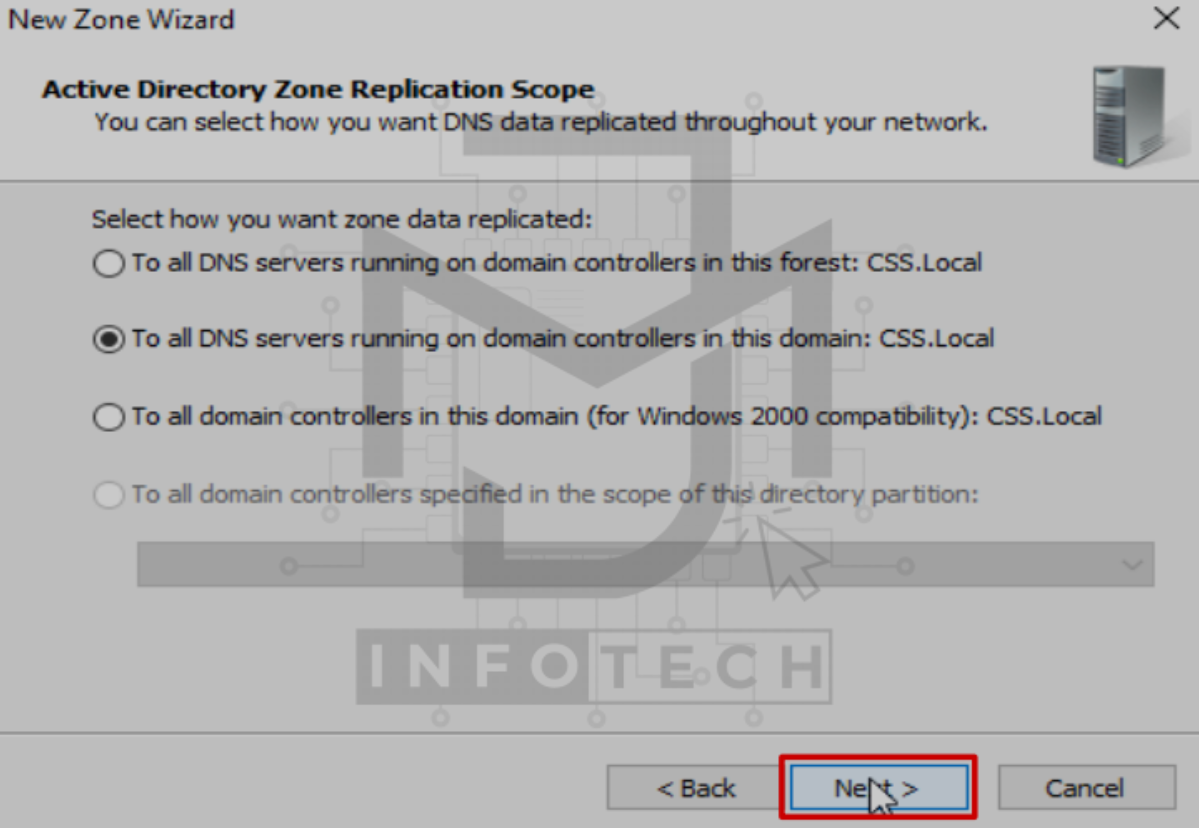 New Zone Wizard
Active Directory Zone Replication Scope
You can select how you want DNS data replicated throughout your network.
Select how you want zone data replicated:
To all DNS servers running on domain controllers in this forest: CSS.Local
To all DNS servers running on domain controllers in this domain: CSS.Local
To all domain controllers in this domain (for Windows 2000 compatibility): CSS.Local
To all domain controllers specified in the scope of this directory partition:
INFOTECH
< Back
Next >
Cancel